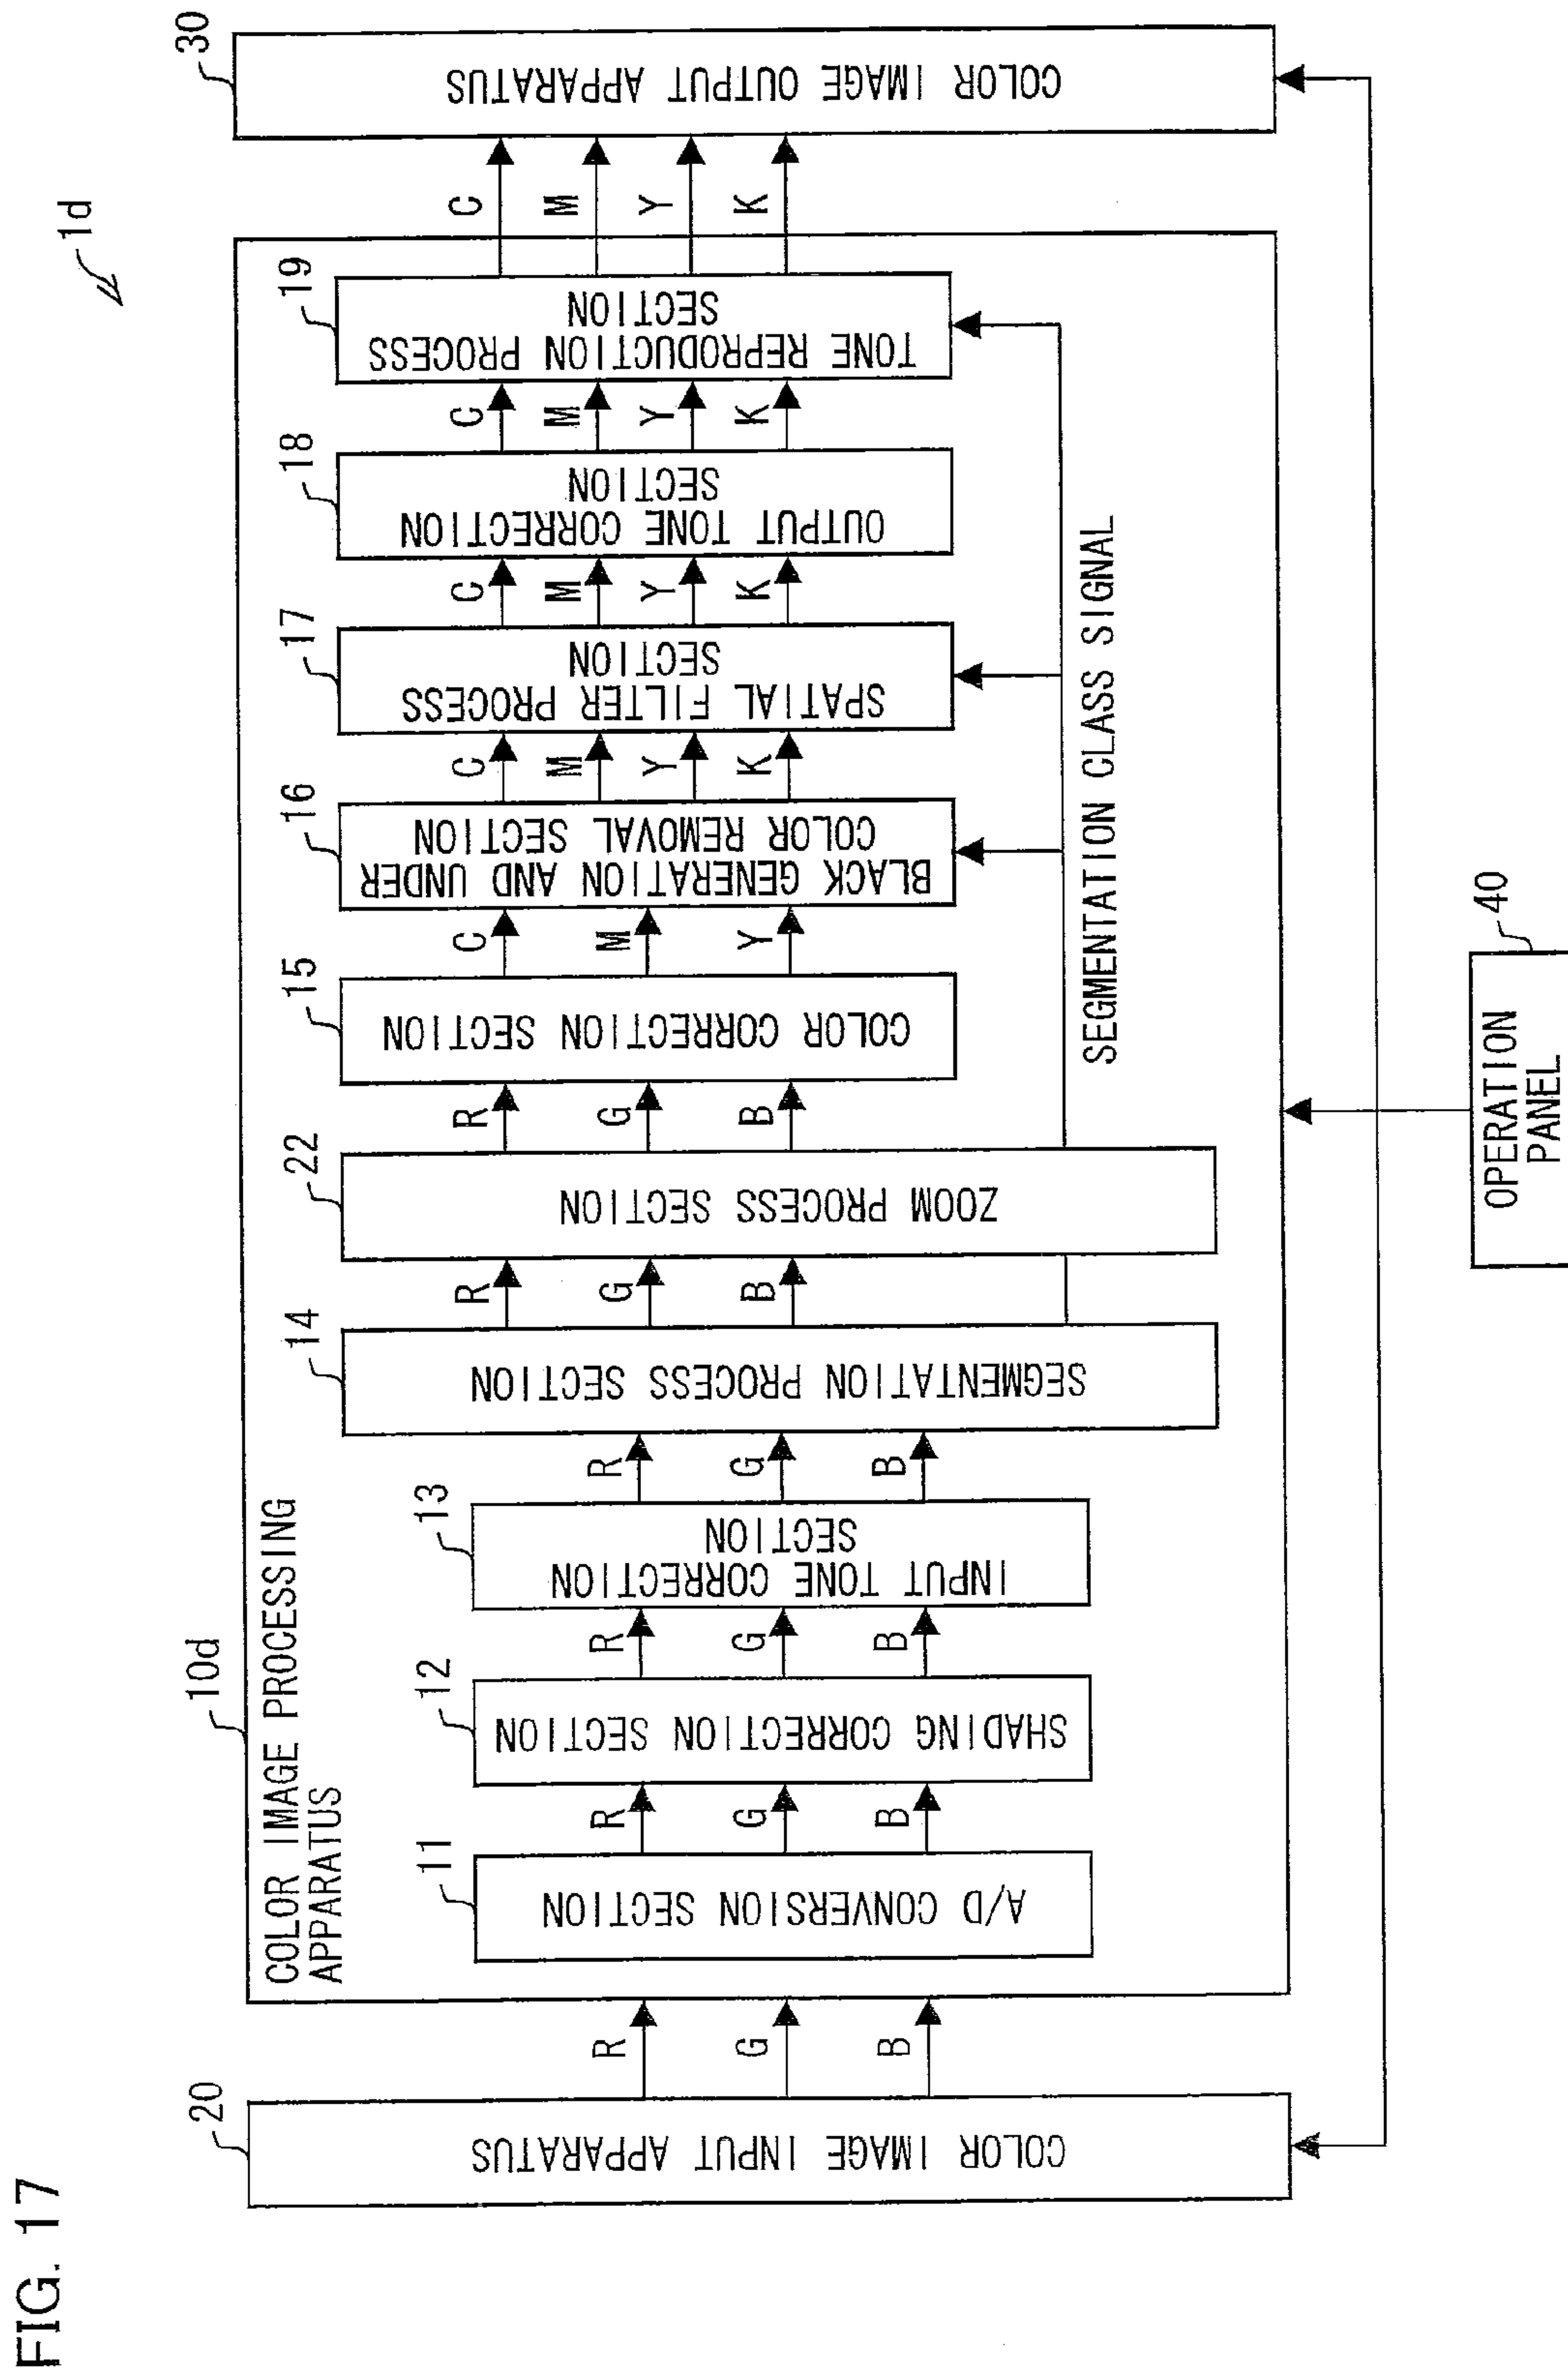 FIG. 17
1d
20
COLOR IMAGE INPUT APPARATUS
R
G
B
10d
COLOR IMAGE PROCESSING
APPARATUS
11
A/D CONVERSION SECTION
R
G
B
12
SHADING CORRECTION SECTION
R
G
B
13
INPUT TONE CORRECTION
SECTION
R
G
B
14
SEGMENTATION PROCESS SECTION
R
G
B
22
ZOOM PROCESS SECTION
R
G
B
15
COLOR CORRECTION SECTION
C
M
Y
16
BLACK GENERATION AND UNDER
COLOR REMOVAL SECTION
C
M
Y
K
17
SPATIAL FILTER PROCESS
SECTION
C
M
Y
K
18
OUTPUT TONE CORRECTION
SECTION
C
M
Y
K
19
TONE REPRODUCTION PROCESS
SECTION
C
M
Y
K
30
COLOR IMAGE OUTPUT APPARATUS
SEGMENTATION CLASS SIGNAL
40
OPERATION
PANEL